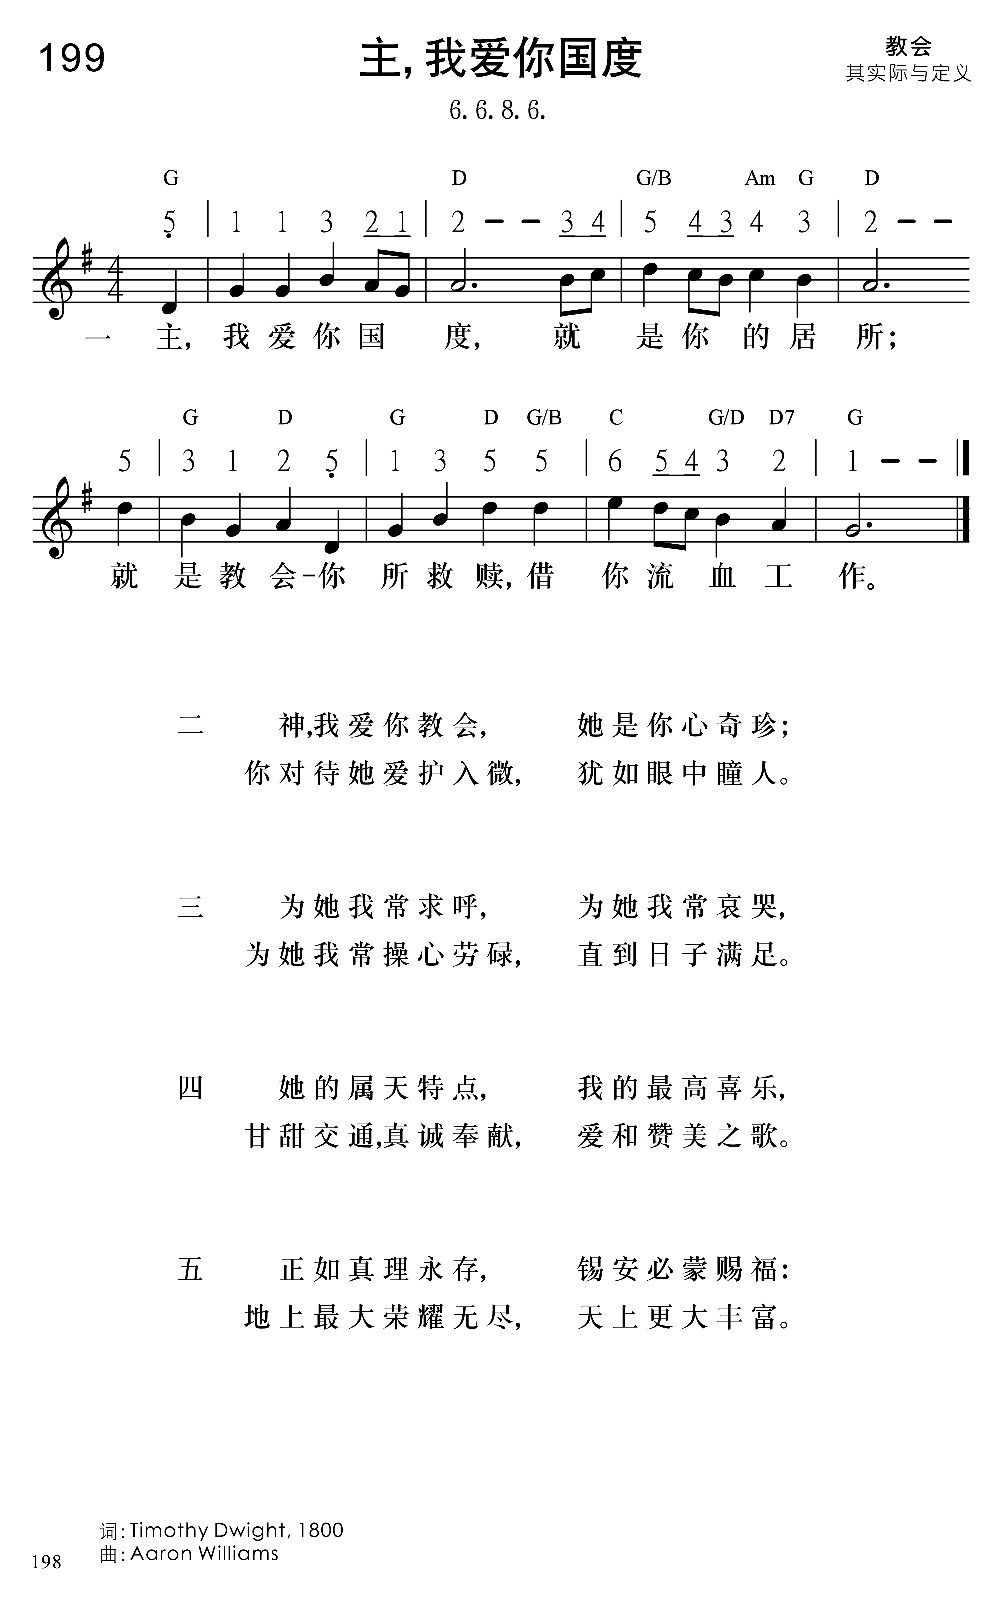 199
主,我爱你国度
教会
其实际与定义
6. 6. 8. 6.
G D G/B Am G D
5 | 1 1 3 2 1 | 2 – – 3 4 | 5 4 3 4 3 | 2 – –
4
4
一 主, 我 爱 你 国 度, 就 是 你 的 居 所;
G D G D G/B C G/D D7 G
5 | 3 1 2 5 | 1 3 5 5 | 6 5 4 3 2 | 1 – –
就 是 教 会-你 所 救 赎, 借 你 流 血 工 作。
二 神,我爱你教会, 她是你心奇珍;
你对待她爱护入微, 犹如眼中瞳人。
三 为她我常求呼, 为她我常哀哭,
为她我常操心劳碌, 直到日子满足。
四 她的属天特点, 我的最高喜乐,
甘甜交通,真诚奉献, 爱和赞美之歌。
五 正如真理永存, 锡安必蒙赐福:
地上最大荣耀无尽, 天上更大丰富。
词: Timothy Dwight, 1800
曲: Aaron Williams
198